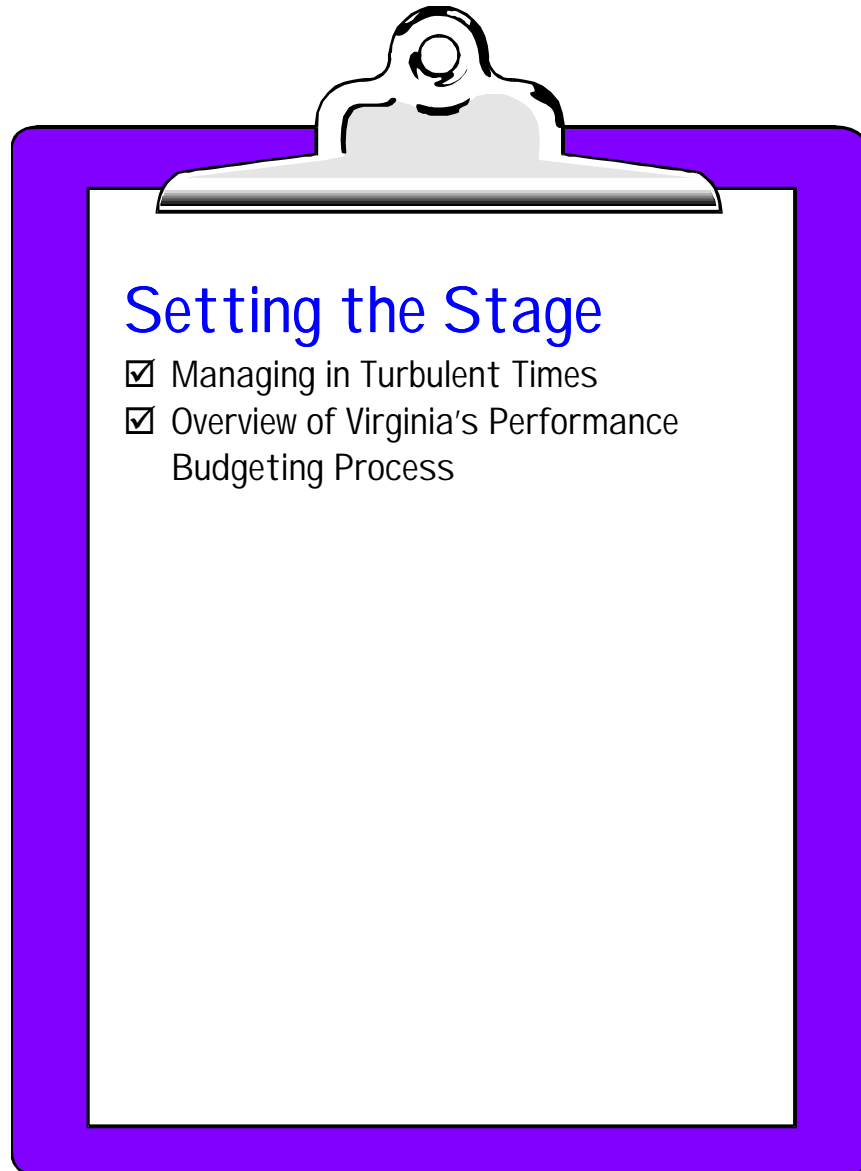 Setting the Stage
☑ Managing in Turbulent Times
☑ Overview of Virginia's Performance
Budgeting Process